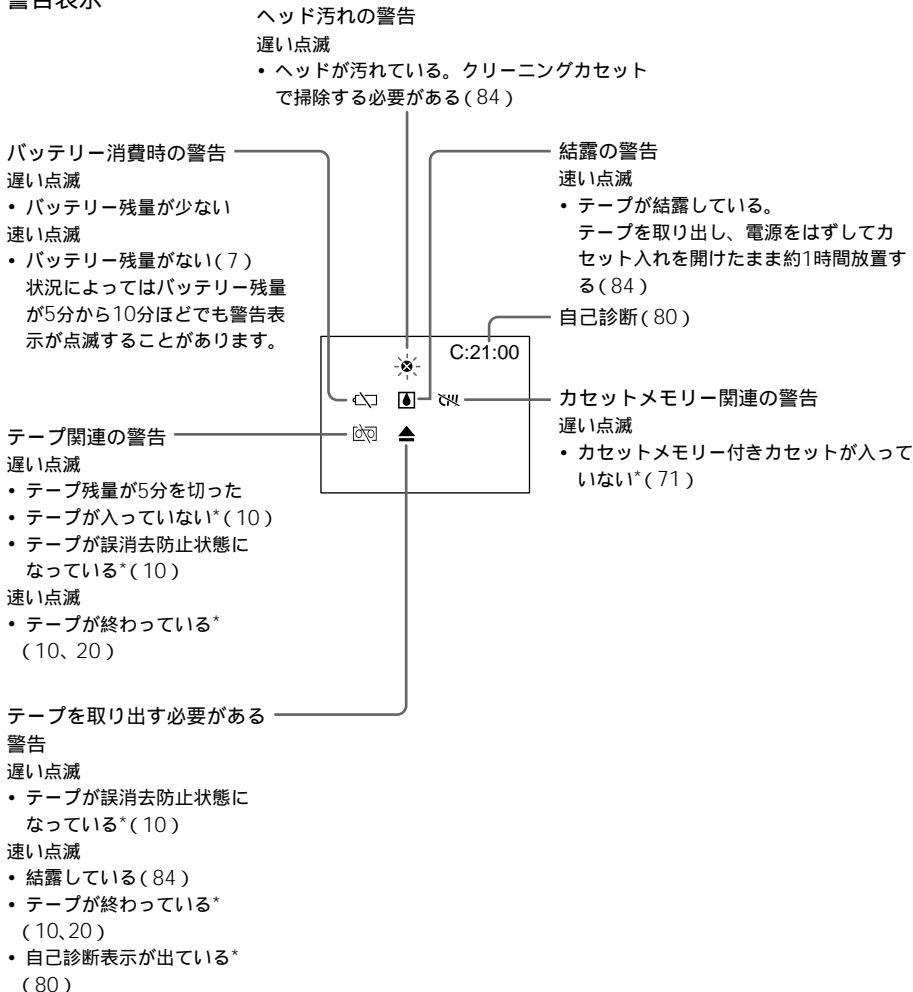 警告表示
ヘッド汚れの警告
遅い点滅
• ヘッドが汚れている。クリーニングカセット
で掃除する必要がある(84)
バッテリー消費時の警告
遅い点滅
• バッテリー残量が少ない
速い点滅
• バッテリー残量がない(7)
状況によってはバッテリー残量
が5分から10分ほどでも警告表
示が点滅することがあります。
結露の警告
速い点滅
• テープが結露している。
テープを取り出し、電源をはずしてカ
セット入れを開けたまま約1時間放置す
る(84)
自己診断(80)
C:21:00
カセットメモリー関連の警告
遅い点滅
• カセットメモリー付きカセットが入って
いない*(71)
テープ関連の警告
遅い点滅
• テープ残量が5分を切った
• テープが入っていない*(10)
• テープが誤消去防止状態に
なっている*(10)
速い点滅
• テープが終わっている*
(10、20)
テープを取り出す必要がある
警告
遅い点滅
• テープが誤消去防止状態に
なっている*(10)
速い点滅
• 結露している(84)
• テープが終わっている*
(10、20)
• 自己診断表示が出ている*
(80)